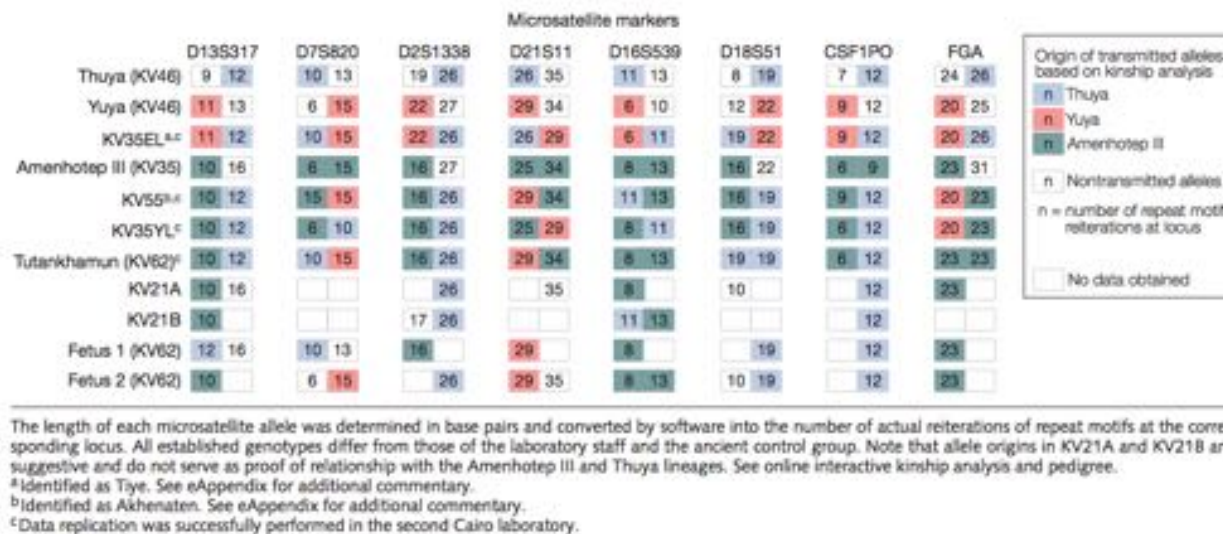 Microsatellite markers
D13S317 D7S820 D2S1338 D21S11 D16S539 D18S51 CSF1PO FGA
Thuya (KV46) 9 12 10 13 19 26 26 35 11 13 8 19 7 12 24 26
Yuya (KV46) 11 13 6 15 22 27 29 34 6 10 12 22 9 12 20 25
KV35ELa,c 11 12 10 15 22 26 26 29 6 11 19 22 9 12 20 26
Amenhotep III (KV35) 10 16 6 15 16 27 25 34 8 13 16 22 6 9 23 31
KV55b,c 10 12 15 15 16 26 29 34 11 13 16 19 9 12 20 23
KV35YLc 10 12 6 10 16 26 25 29 8 11 16 19 6 12 20 23
Tutankhamun (KV62)c 10 12 10 15 16 26 29 34 8 13 19 19 6 12 23 23
KV21A 10 16 26 35 8 10 12 23
KV21B 10 17 26 11 13 12
Fetus 1 (KV62) 12 16 10 13 16 29 8 19 12 23
Fetus 2 (KV62) 10 6 15 26 29 35 8 13 10 19 12 23
Origin of transmitted alleles
based on kinship analysis
n Thuya
n Yuya
n Amenhotep III
n Nontransmitted alleles
n = number of repeat motifs
reiterations at locus
No data obtained
The length of each microsatellite allele was determined in base pairs and converted by software into the number of actual reiterations of repeat motifs at the corre
sponding locus. All established genotypes differ from those of the laboratory staff and the ancient control group. Note that allele origins in KV21A and KV21B ar
suggestive and do not serve as proof of relationship with the Amenhotep III and Thuya lineages. See online interactive kinship analysis and pedigree.
a Identified as Tiye. See eAppendix for additional commentary.
b Identified as Akhenaten. See eAppendix for additional commentary.
c Data replication was successfully performed in the second Cairo laboratory.